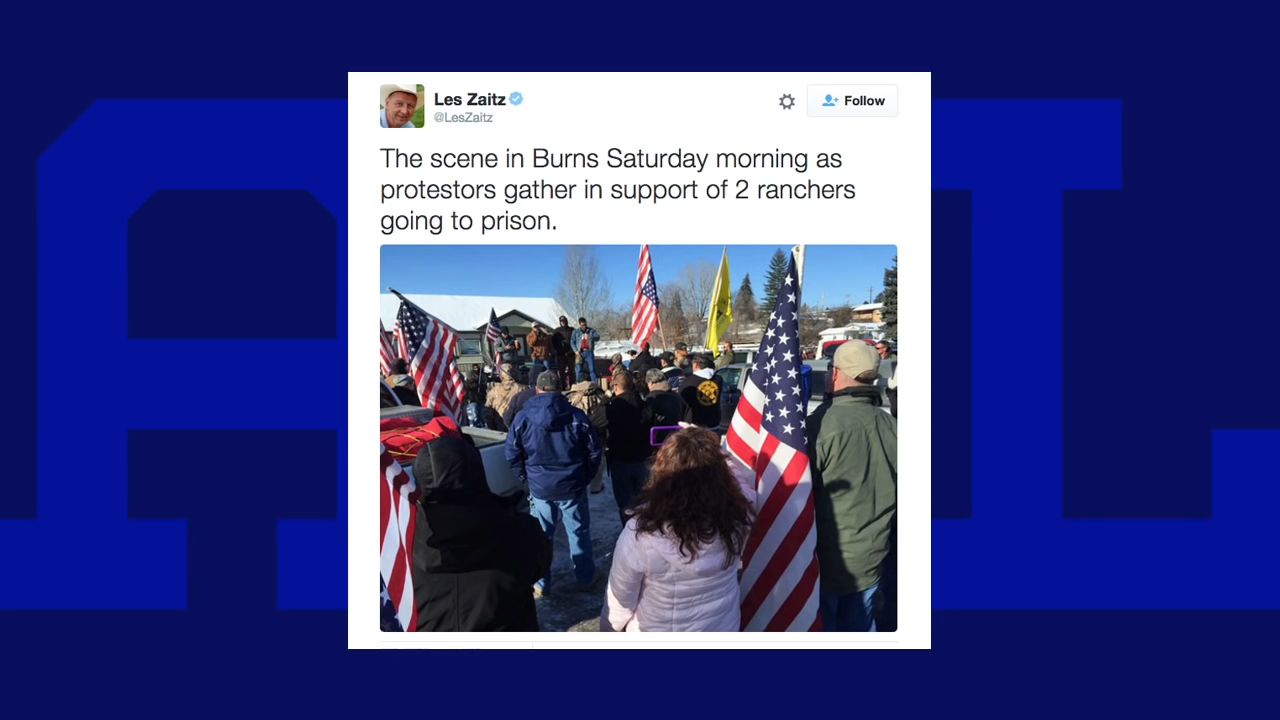 Les Zaitz
@LesZaitz
Follow
The scene in Burns Saturday morning as
protestors gather in support of 2 ranchers
going to prison.